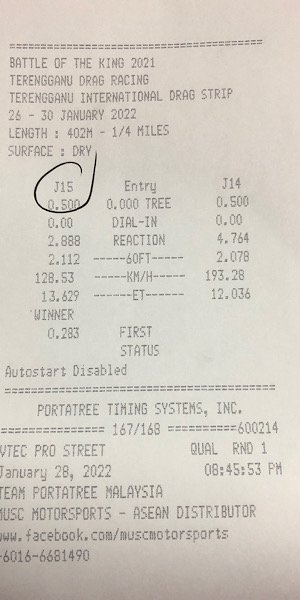 ================================
BATTLE OF THE KING 2021
TERENGGANU DRAG RACING
TERENGGANU INTERNATIONAL DRAG STRIP
26 - 30 JANUARY 2022
LENGTH : 402M - 1/4 MILES
SURFACE : DRY
J15 Entry J14
0.500 0.000 TREE 0.500
0.00 DIAL-IN 0.00
2.888 REACTION 4.764
2.112 -----60FT----- 2.078
128.53 -----KM/H----- 193.28
13.629 ------ET------ 12.036
WINNER
0.283 FIRST
STATUS
Autostart Disabled
================================
PORTATREE TIMING SYSTEMS, INC.
=============== 167/168 ==========600214
VTEC PRO STREET QUAL RND 1
January 28, 2022 08:45:53 PM
TEAM PORTATREE MALAYSIA
MUSC MOTORSPORTS - ASEAN DISTRIBUTOR
www.facebook.com/muscmotorsports
-6016-6681490